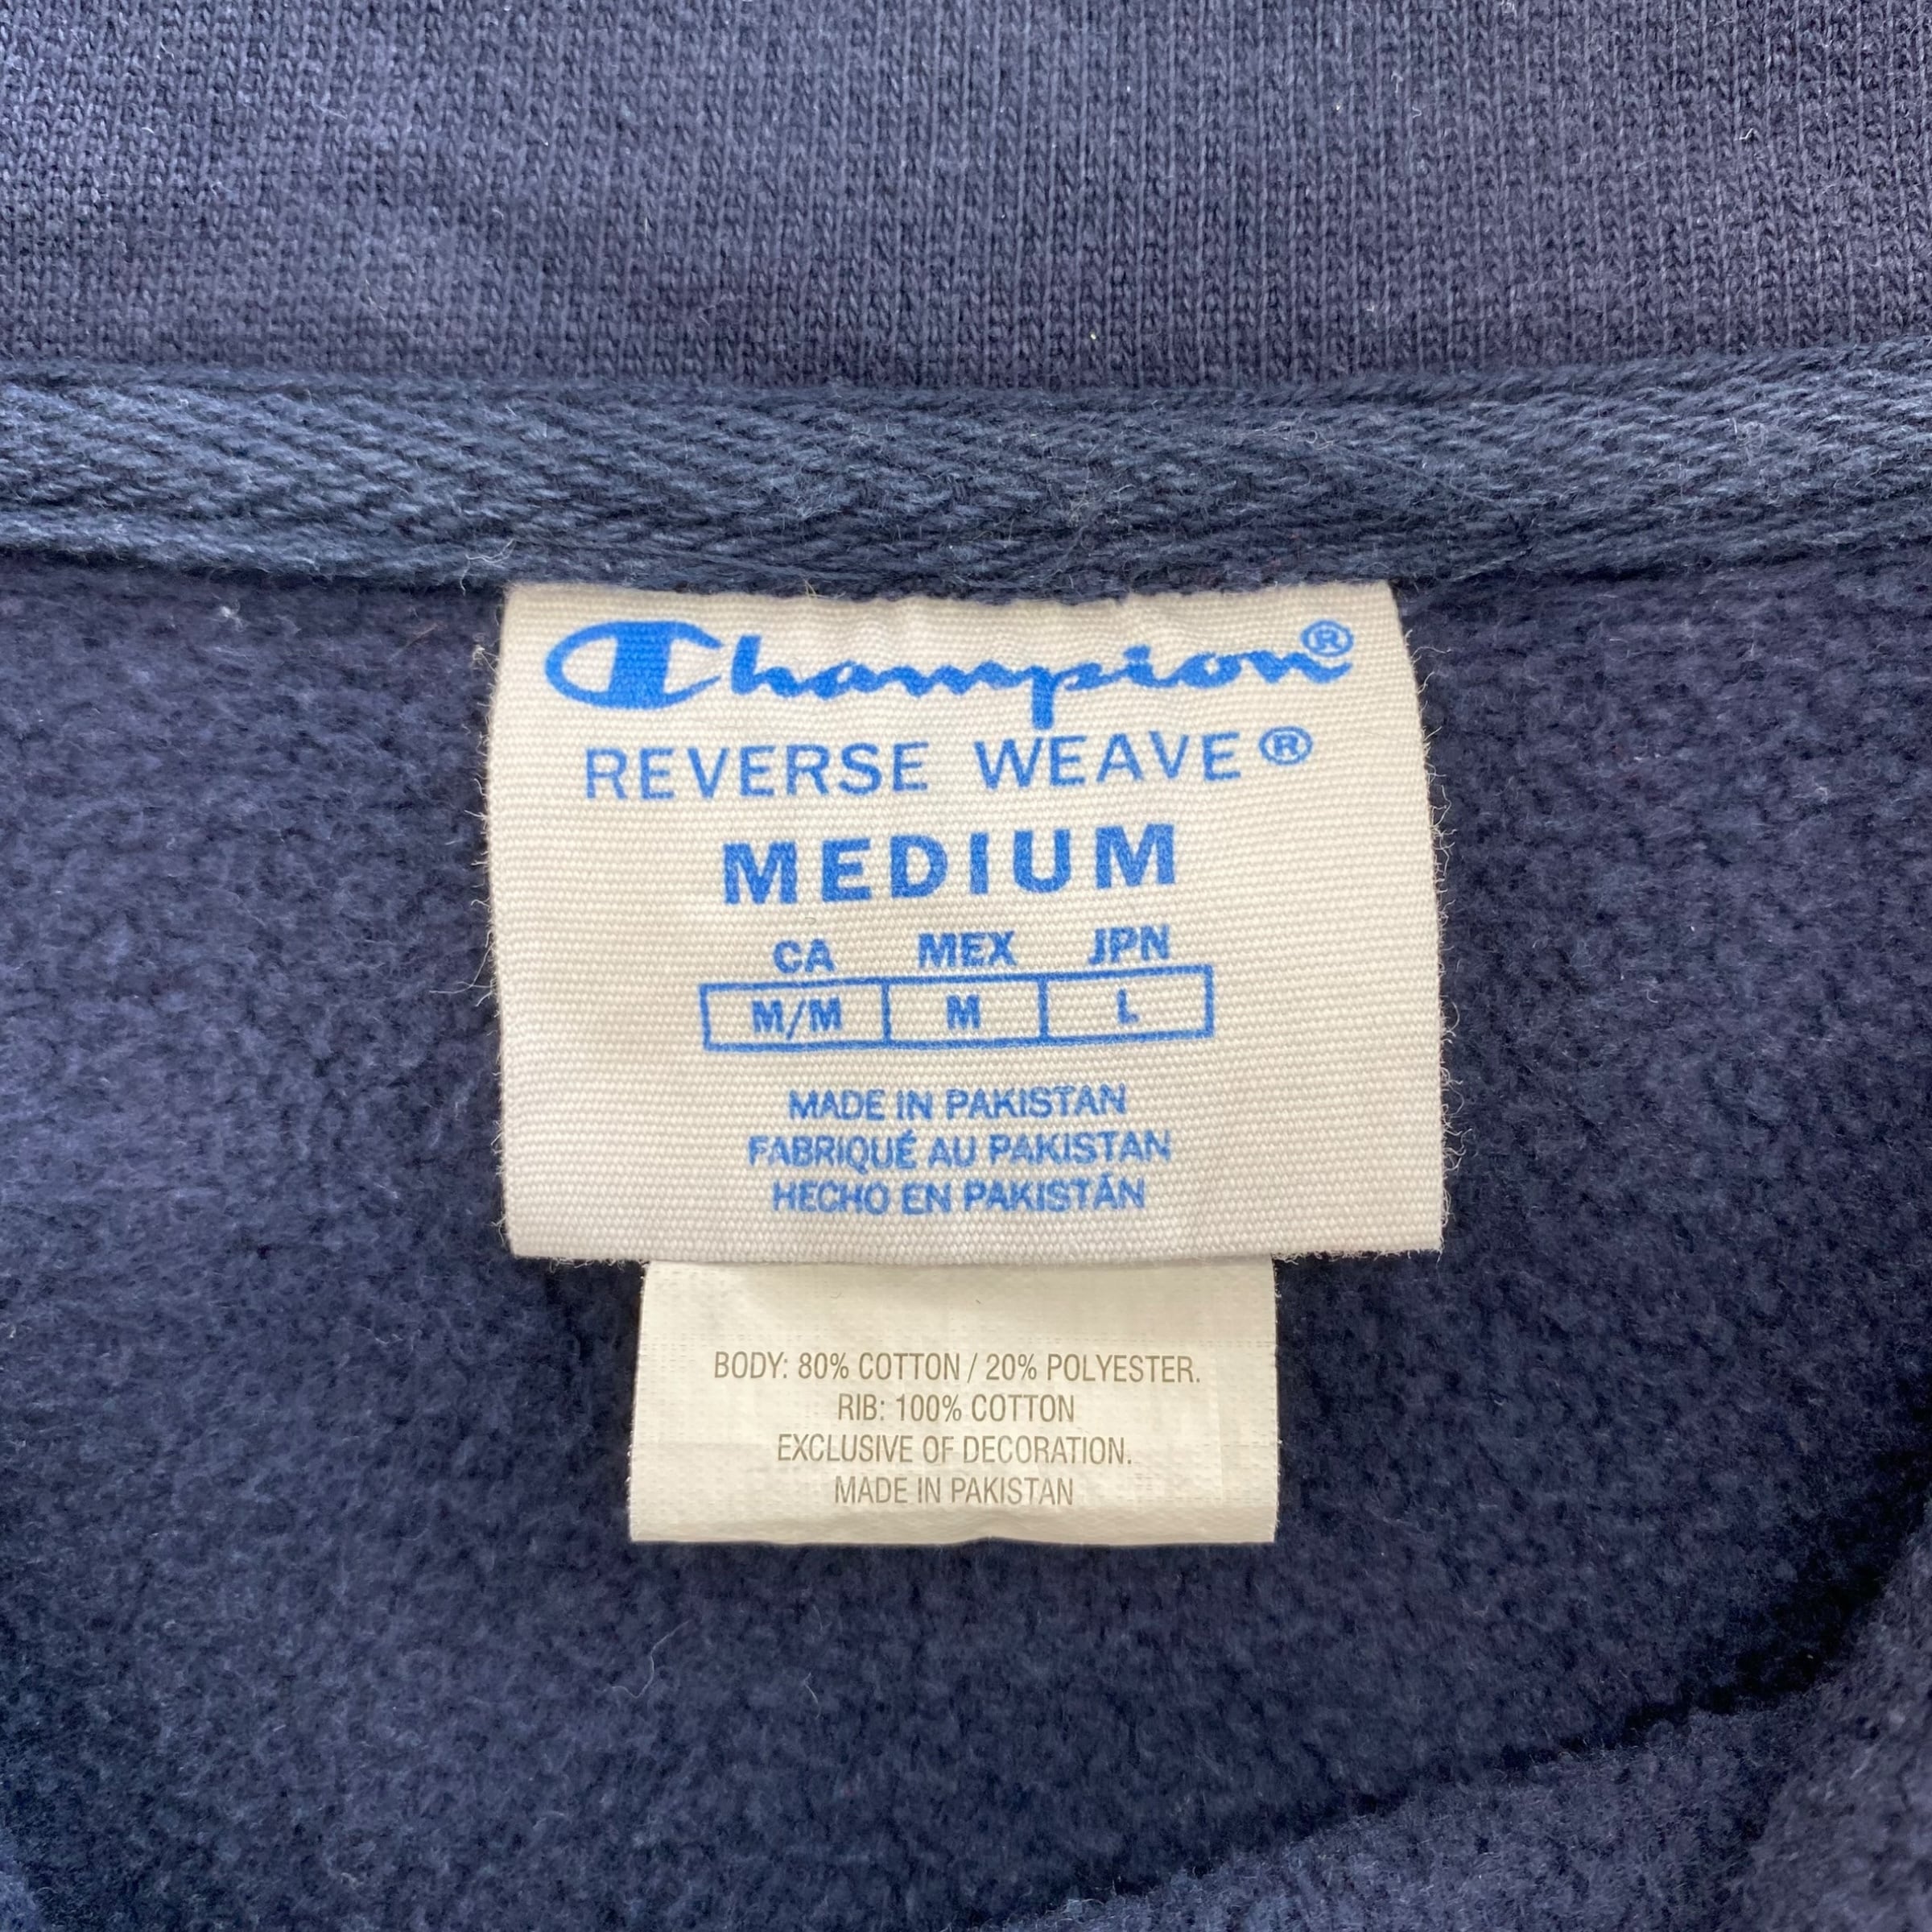 Champion®
REVERSE WEAVE®
MEDIUM
CA MEX JPN
M/M M L
MADE IN PAKISTAN
FABRIQUÉ AU PAKISTAN
HECHO EN PAKISTÁN
BODY: 80% COTTON / 20% POLYESTER.
RIB: 100% COTTON
EXCLUSIVE OF DECORATION.
MADE IN PAKISTAN